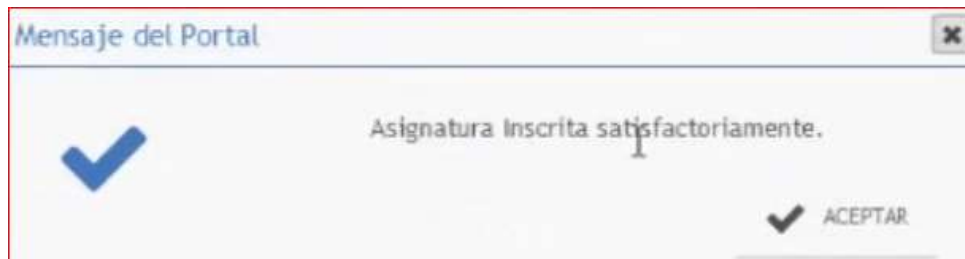 Mensaje del Portal
Asignatura Inscrita satisfactoriamente.
ACEPTAR